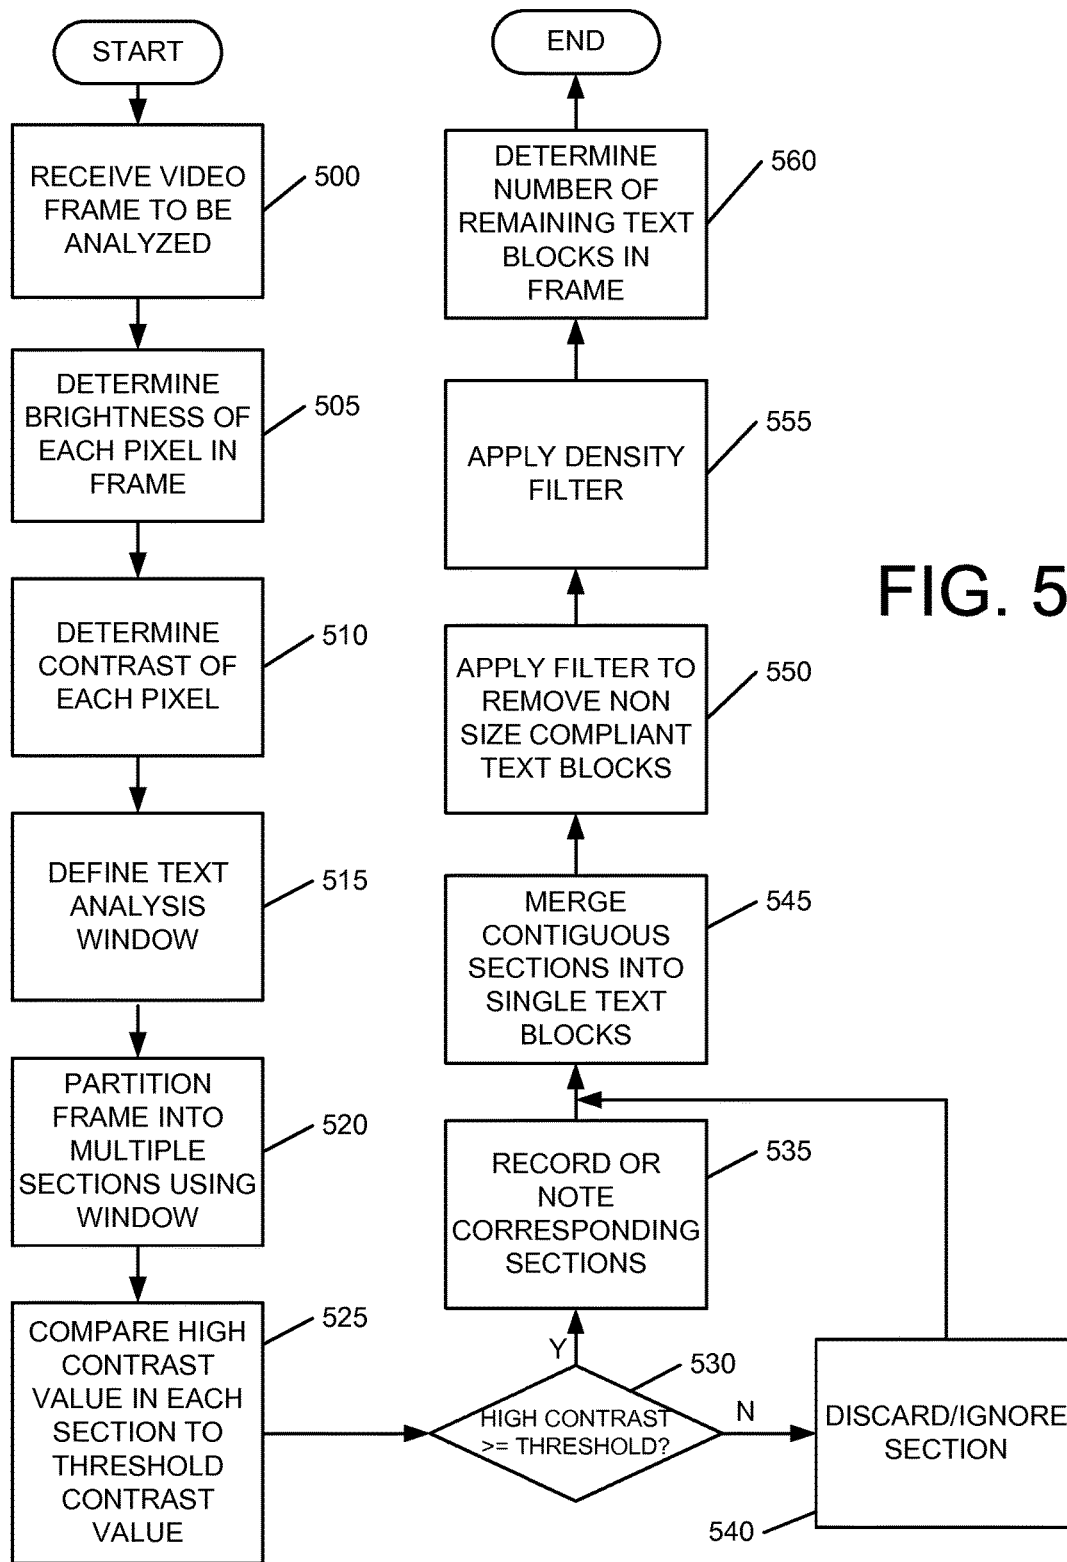 START
RECEIVE VIDEO
FRAME TO BE
ANALYZED
500
DETERMINE
BRIGHTNESS OF
EACH PIXEL IN
FRAME
505
DETERMINE
CONTRAST OF
EACH PIXEL
510
DEFINE TEXT
ANALYSIS
WINDOW
515
PARTITION
FRAME INTO
MULTIPLE
SECTIONS USING
WINDOW
520
COMPARE HIGH
CONTRAST
VALUE IN EACH
SECTION TO
THRESHOLD
CONTRAST
VALUE
525
HIGH CONTRAST
>= THRESHOLD?
530
Y
N
RECORD OR
NOTE
CORRESPONDING
SECTIONS
535
DISCARD/IGNORE
SECTION
540
MERGE
CONTIGUOUS
SECTIONS INTO
SINGLE TEXT
BLOCKS
545
APPLY FILTER TO
REMOVE NON
SIZE COMPLIANT
TEXT BLOCKS
550
APPLY DENSITY
FILTER
555
DETERMINE
NUMBER OF
REMAINING TEXT
BLOCKS IN
FRAME
560
END
FIG. 5